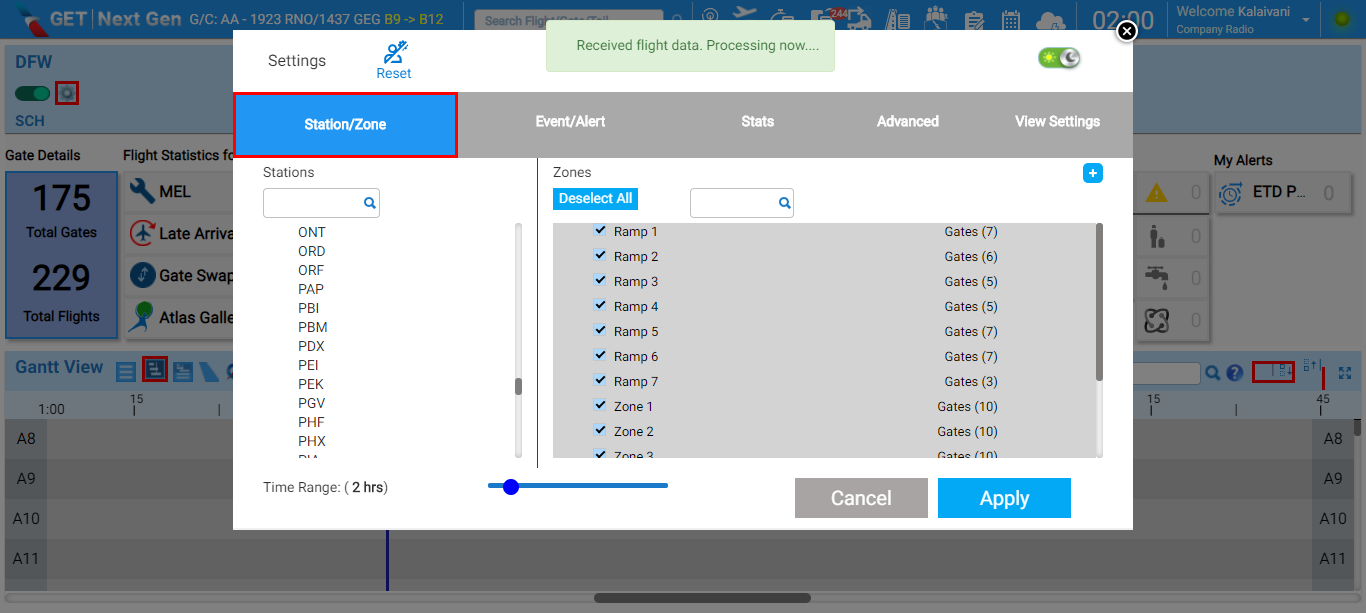 GET | Next Gen G/C: AA - 1923 RNO/1437 GEG B9 -> B12
Search Flight/Gate/Tail
244
02:00
Welcome Kalaivani
Company Radio
Received flight data. Processing now....
Settings
Reset
DFW
SCH
Station/Zone
Event/Alert
Stats
Advanced
View Settings
Gate Details
Flight Statistics fo
175
Total Gates
229
Total Flights
MEL
Late Arriva
Gate Swap
Atlas Galle
Stations
ONT
ORD
ORF
PAP
PBI
PBM
PDX
PEI
PEK
PGV
PHF
PHX
PIA
Zones
Deselect All
Ramp 1 Gates (7)
Ramp 2 Gates (6)
Ramp 3 Gates (5)
Ramp 4 Gates (5)
Ramp 5 Gates (7)
Ramp 6 Gates (7)
Ramp 7 Gates (3)
Zone 1 Gates (10)
Zone 2 Gates (10)
Zone 3 Gates (10)
Time Range: ( 2 hrs)
Cancel
Apply
My Alerts
0
ETD P... 0
0
0
0
Gantt View
1:00
15
15
45
A8 A8
A9 A9
A10 A10
A11 A11